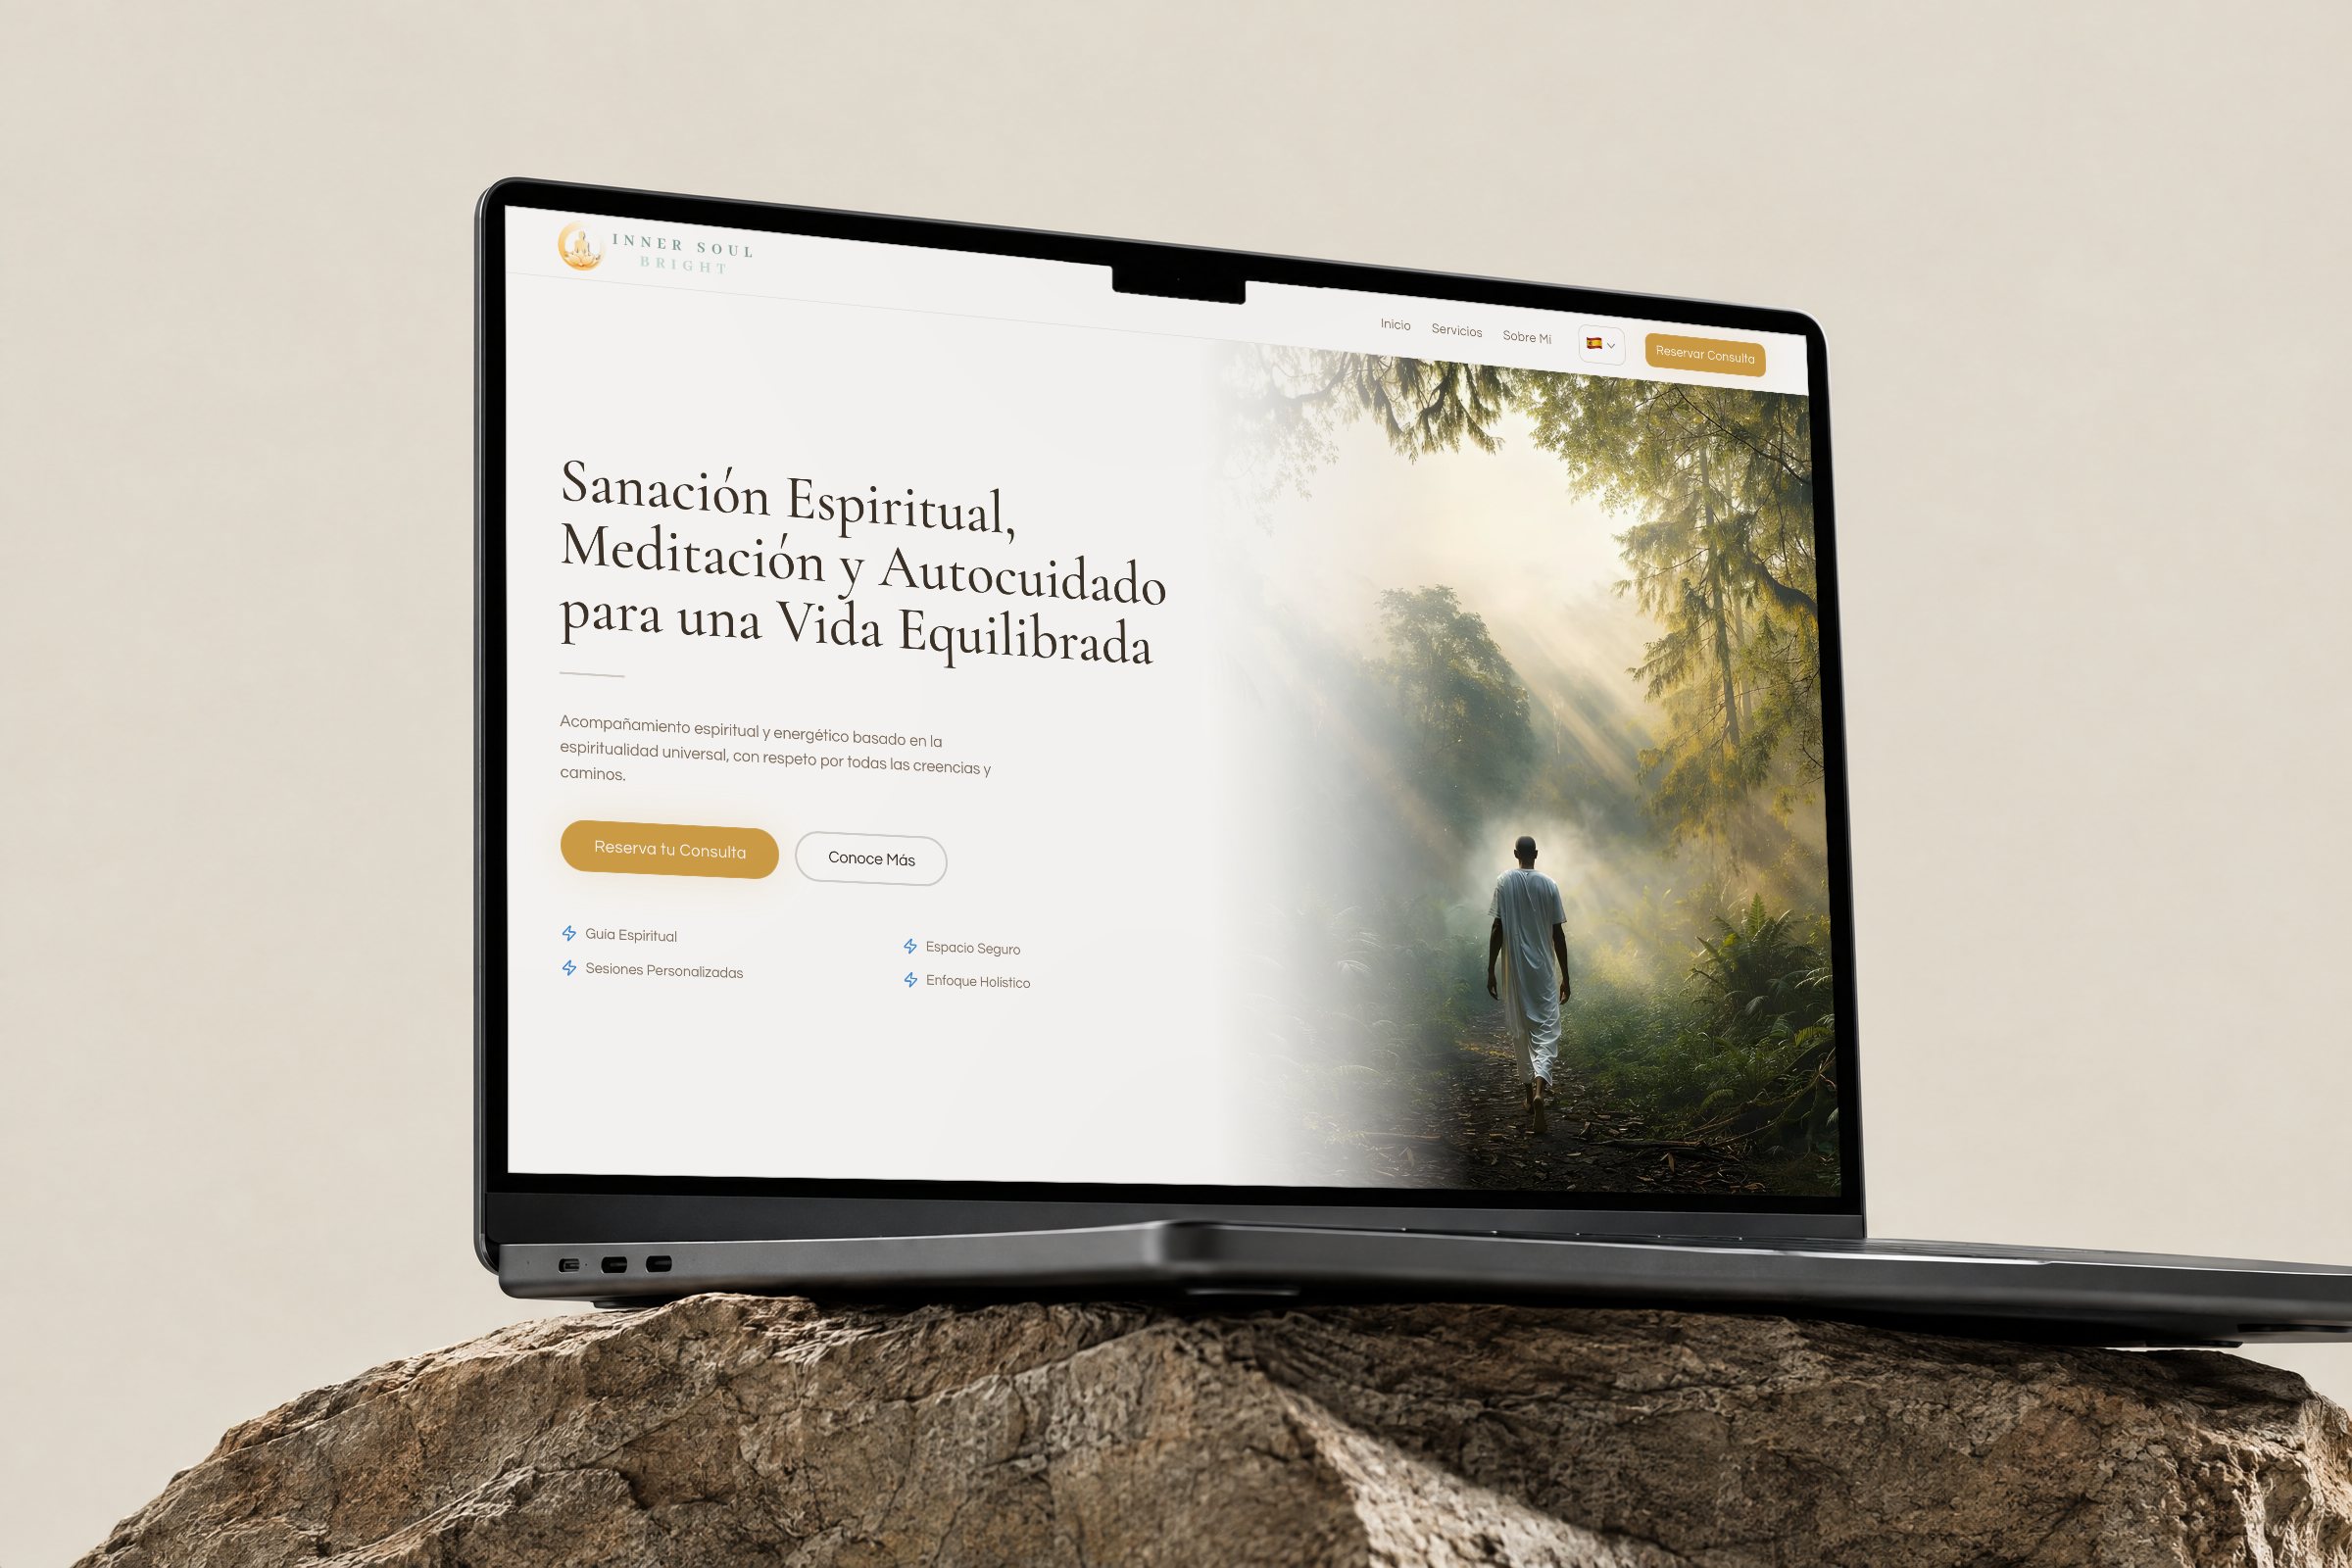 INNER SOUL
BRIGHT
Inicio Servicios Sobre Mi Reservar Consulta
Sanación Espiritual,
Meditación y Autocuidado
para una Vida Equilibrada
Acompañamiento espiritual y energético basado en la
espiritualidad universal, con respeto por todas las creencias y
caminos.
Reserva tu Consulta Conoce Más
Guia Espiritual Espacio Seguro
Sesiones Personalizadas Enfoque Holistico